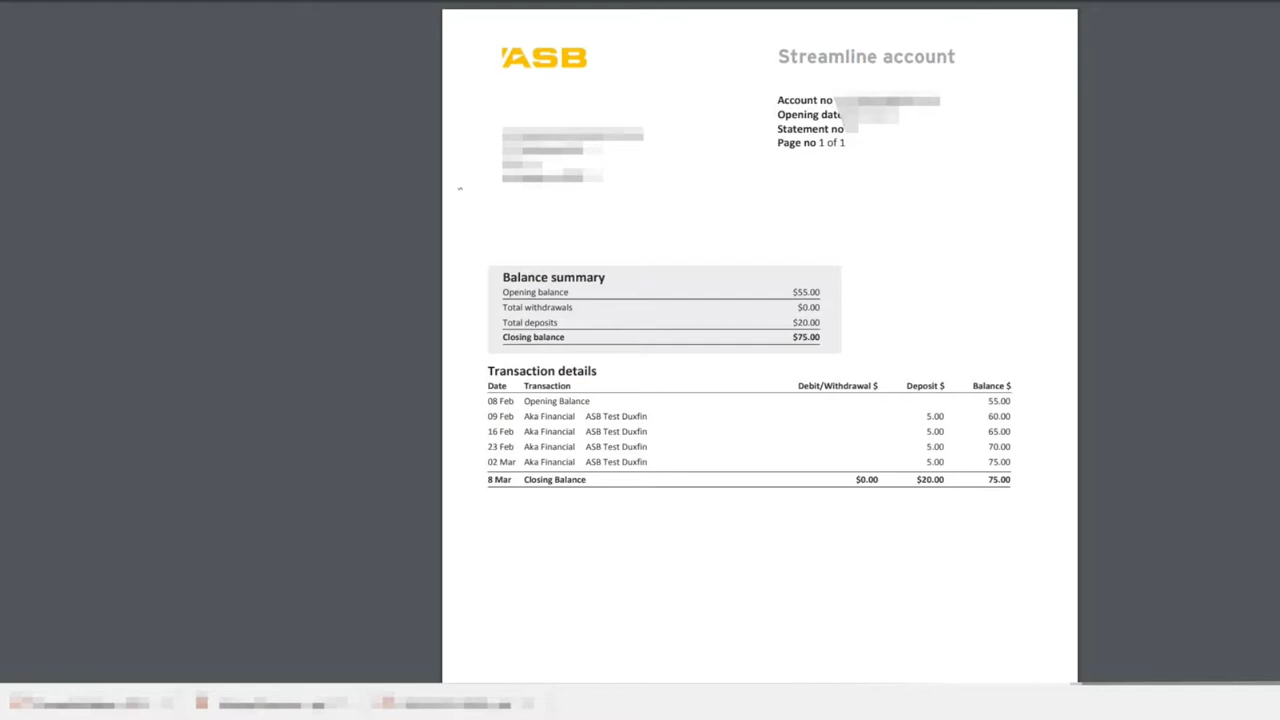 ASB
Streamline account
Account no
Opening date
Statement no
Page no 1 of 1
Balance summary
Opening balance $55.00
Total withdrawals $0.00
Total deposits $20.00
Closing balance $75.00
Transaction details
Date Transaction Debit/Withdrawal $ Deposit $ Balance $
08 Feb Opening Balance 55.00
09 Feb Aka Financial ASB Test Duxfin 5.00 60.00
16 Feb Aka Financial ASB Test Duxfin 5.00 65.00
23 Feb Aka Financial ASB Test Duxfin 5.00 70.00
02 Mar Aka Financial ASB Test Duxfin 5.00 75.00
8 Mar Closing Balance $0.00 $20.00 75.00